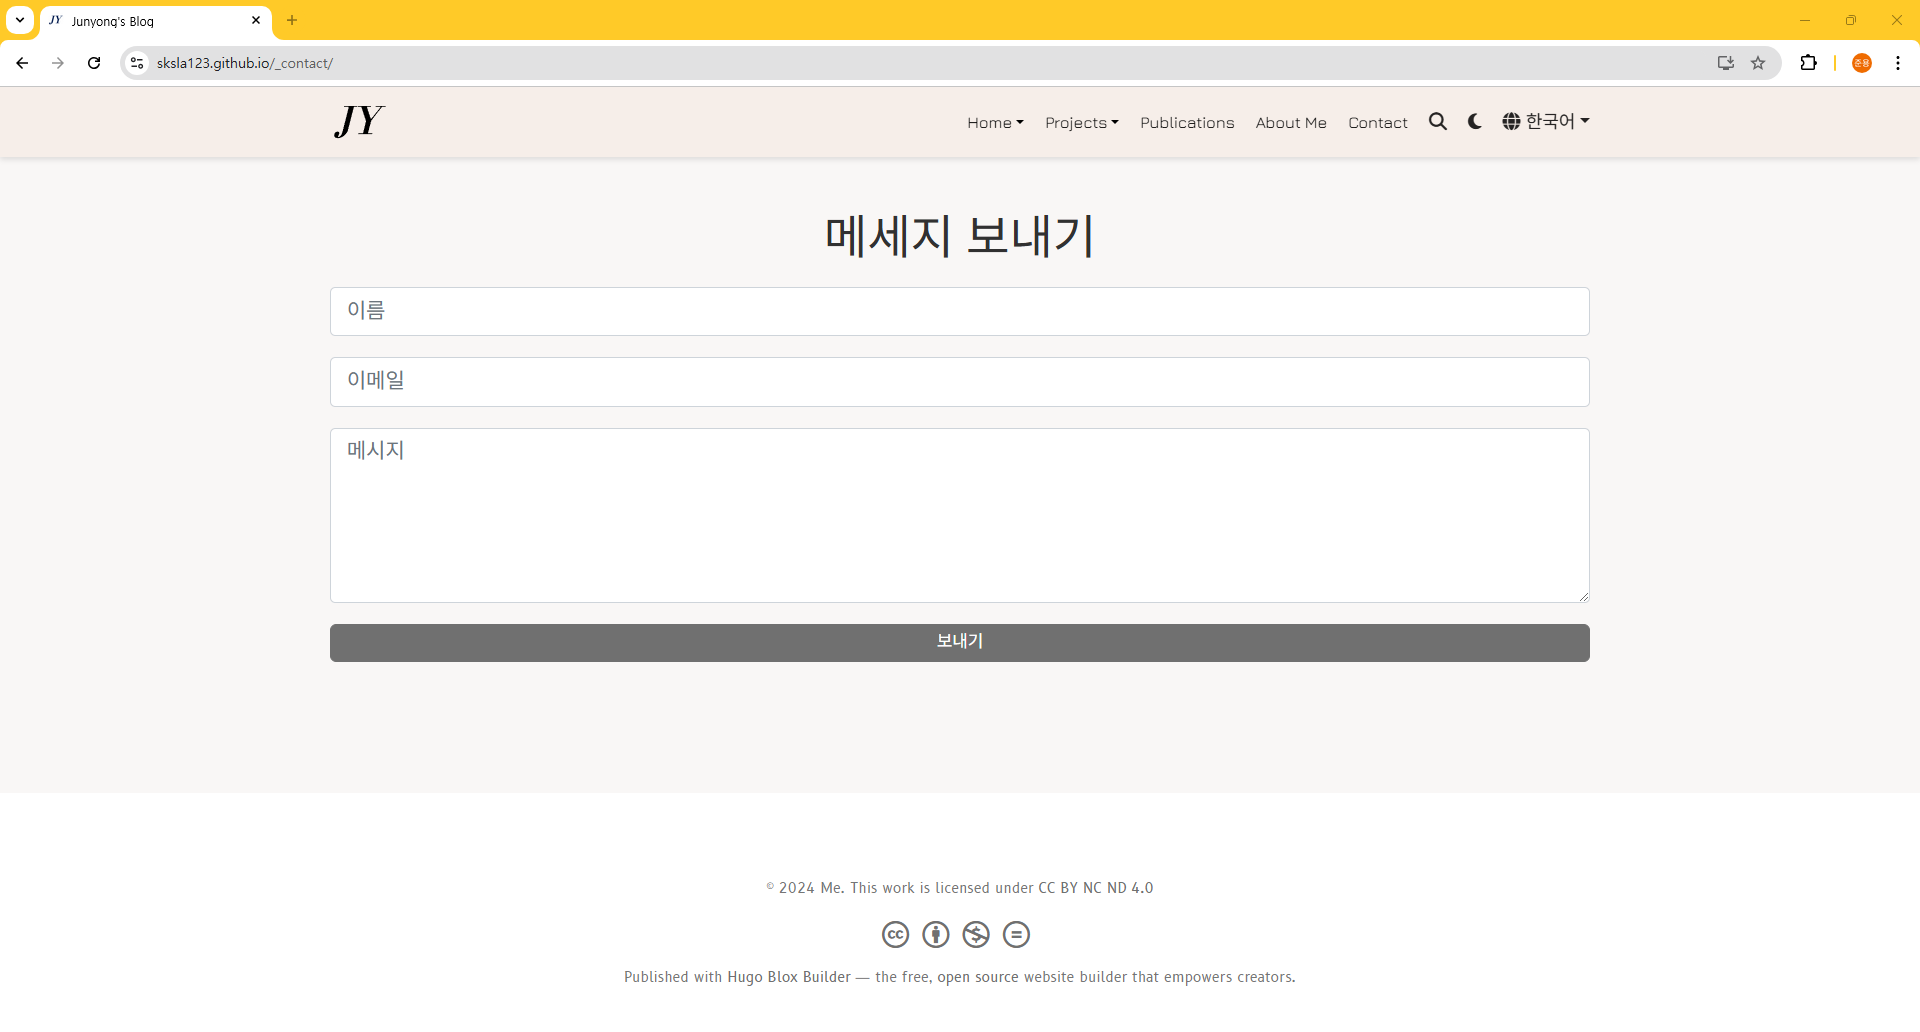 JY Junyong's Blog
sksla123.github.io/_contact/
준용
JY
Home Projects Publications About Me Contact 한국어
메세지 보내기
이름
이메일
메시지
보내기
© 2024 Me. This work is licensed under CC BY NC ND 4.0
cc
Published with Hugo Blox Builder — the free, open source website builder that empowers creators.